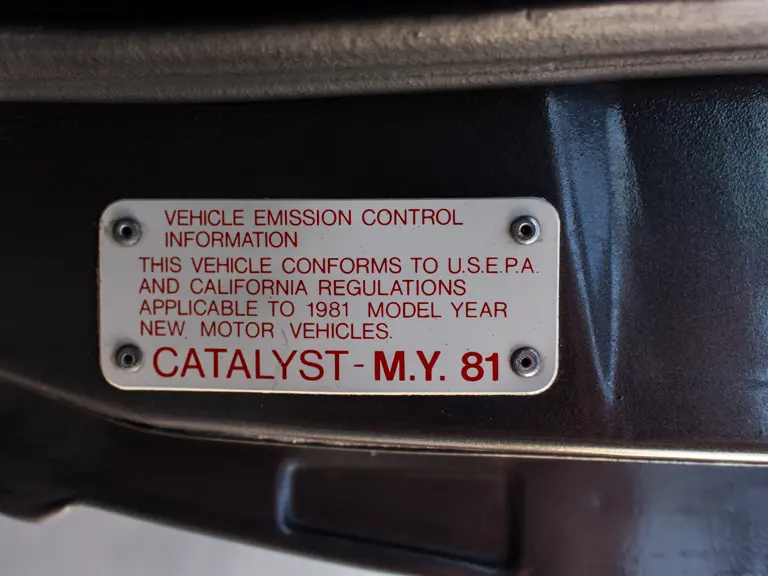 VEHICLE EMISSION CONTROL
INFORMATION
THIS VEHICLE CONFORMS TO U.S.E.P.A.
AND CALIFORNIA REGULATIONS
APPLICABLE TO 1981 MODEL YEAR
NEW MOTOR VEHICLES.
CATALYST - M.Y. 81